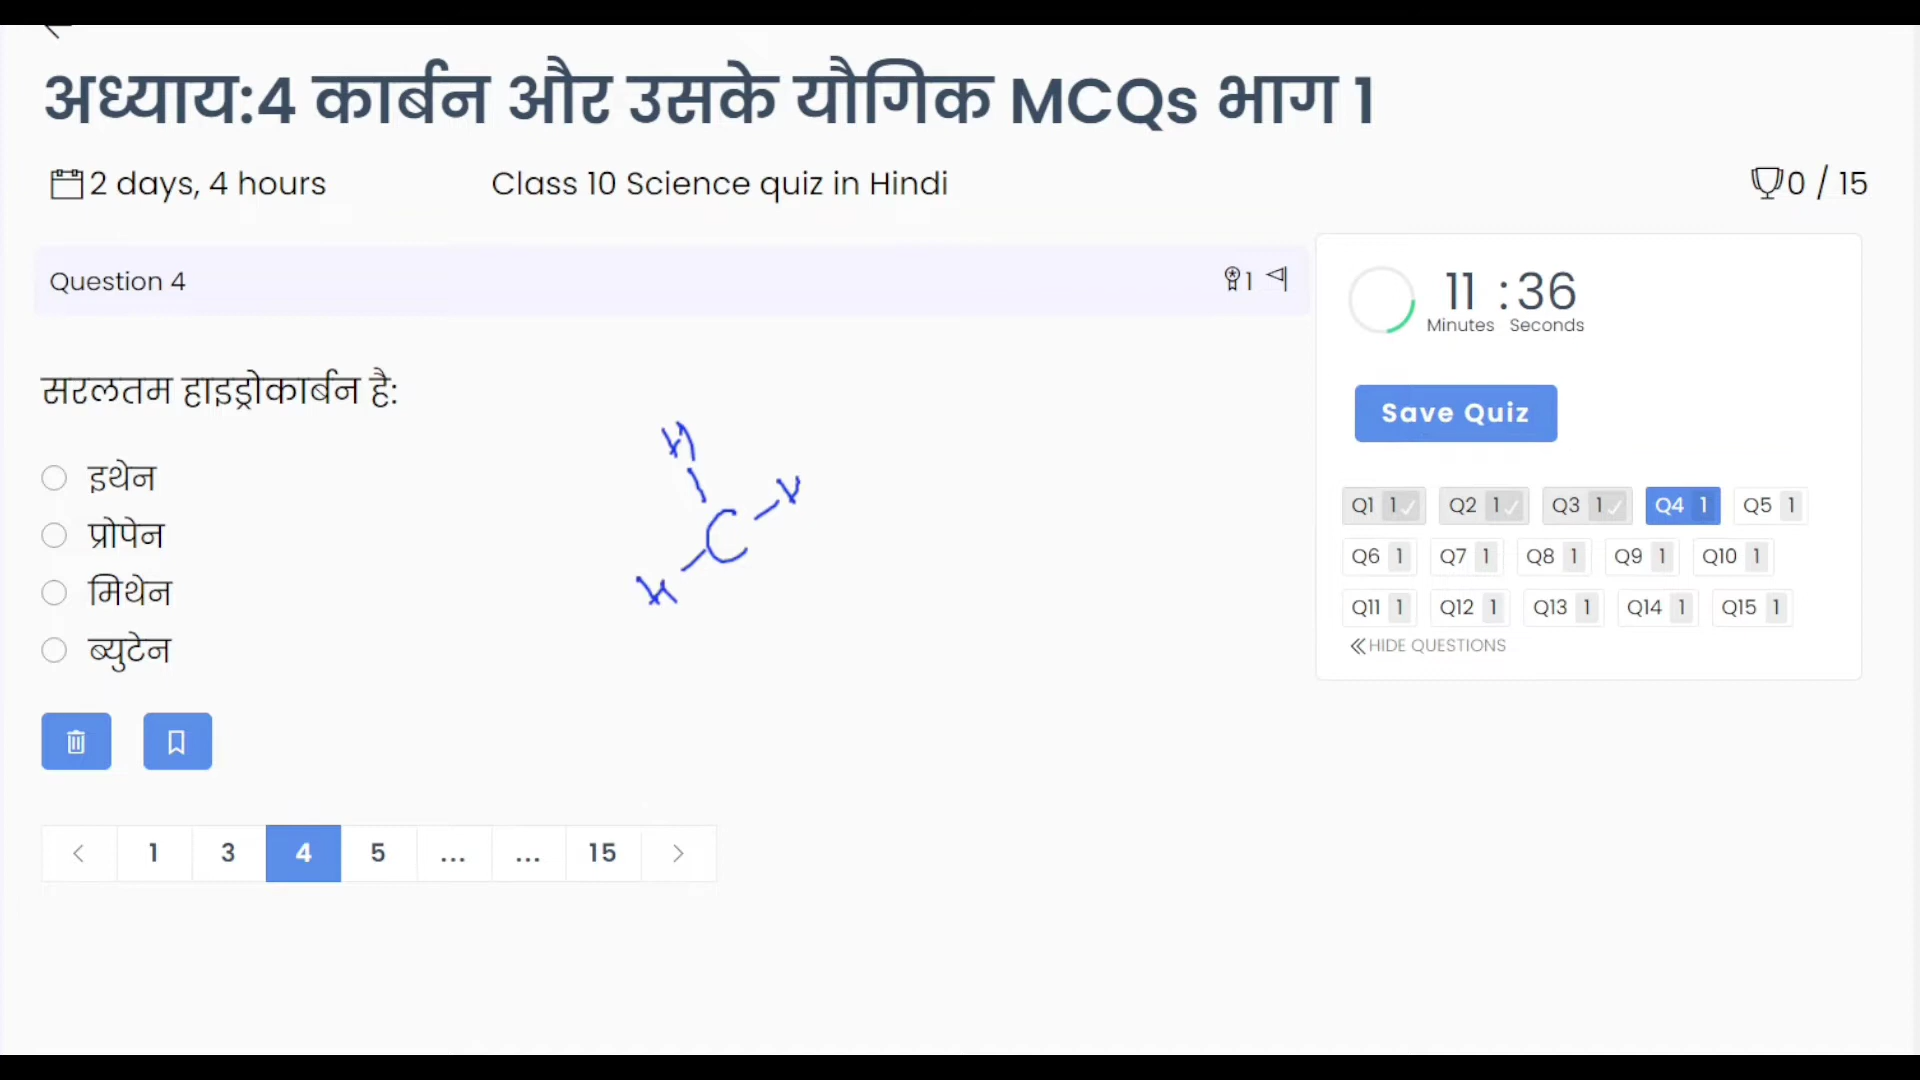 अध्याय:4 कार्बन और उसके यौगिक MCQs भाग 1
2 days, 4 hours
Class 10 Science quiz in Hindi
0 / 15
Question 4
1
11 : 36
Minutes Seconds
सरलतम हाइड्रोकार्बन है:
इथेन
प्रोपेन
मिथेन
ब्युटेन
H
H
C
H
Save Quiz
Q1 1 Q2 1 Q3 1 Q4 1 Q5 1
Q6 1 Q7 1 Q8 1 Q9 1 Q10 1
Q11 1 Q12 1 Q13 1 Q14 1 Q15 1
HIDE QUESTIONS
1 3 4 5 ... ... 15